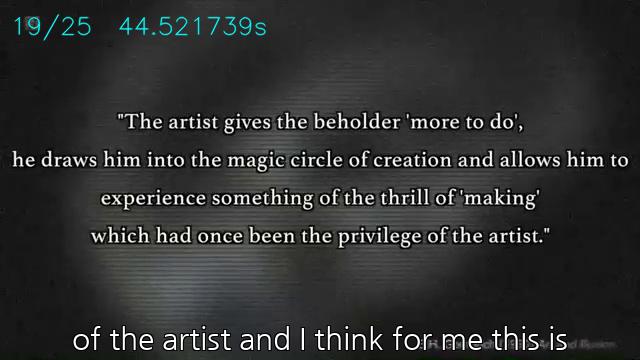 19/25 44.521739s
"The artist gives the beholder 'more to do',
he draws him into the magic circle of creation and allows him to
experience something of the thrill of 'making'
which had once been the privilege of the artist."
of the artist and I think for me this is